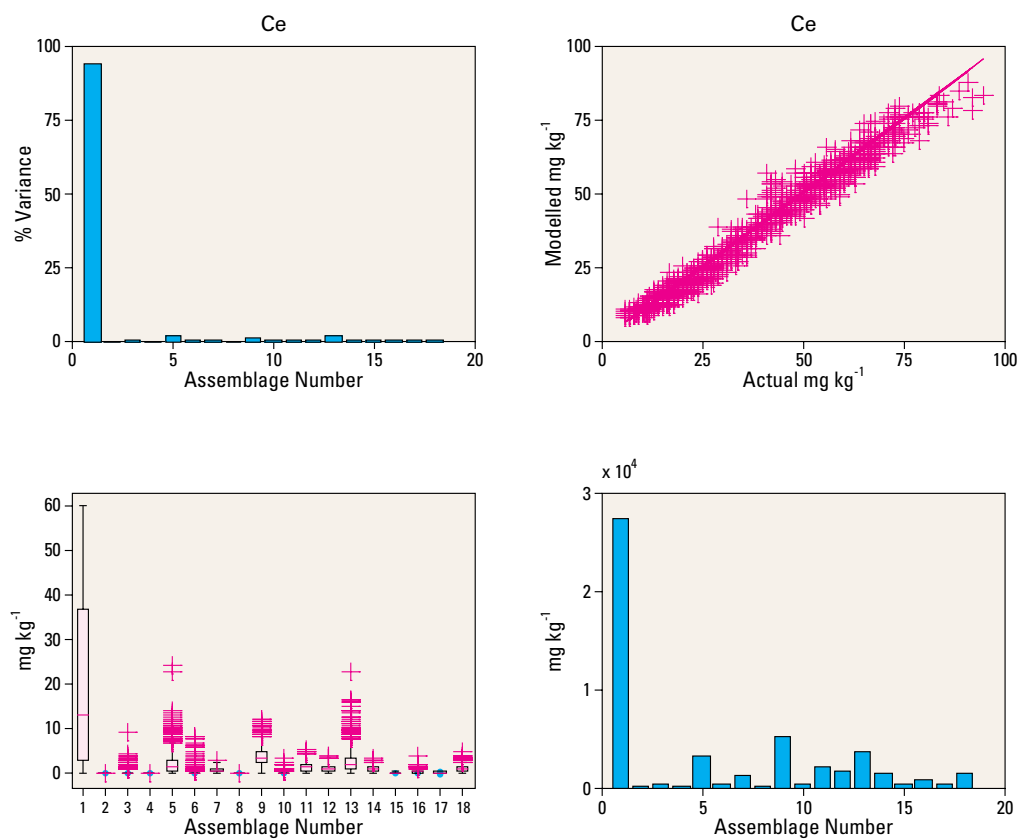 Ce
100
75
50
25
0
% Variance
0 5 10 15 20
Assemblage Number
Ce
100
75
50
25
0
Modelled mg kg⁻¹
0 25 50 75 100
Actual mg kg⁻¹
60
50
40
30
20
10
0
mg kg⁻¹
1 2 3 4 5 6 7 8 9 10 11 12 13 14 15 16 17 18
Assemblage Number
x 10⁴
3
2
1
0
mg kg⁻¹
0 5 10 15 20
Assemblage Number